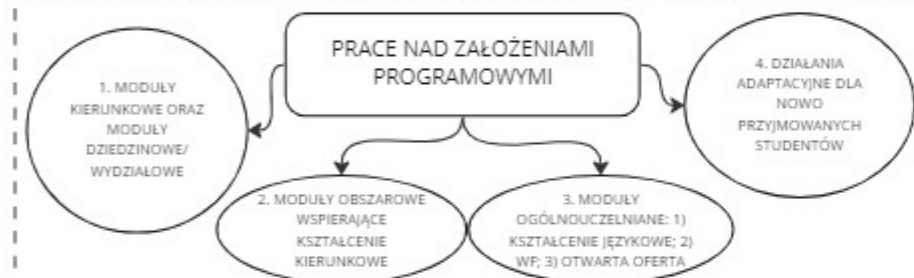 PRACE NAD ZAŁOŻENIAMI
PROGRAMOWYMI
1. MODUŁY
KIERUNKOWE ORAZ
MODUŁY
DZIEDZINOWE/
WYDZIAŁOWE
2. MODUŁY OBSZAROWE
WSPIERAJĄCE
KSZTAŁCENIE
KIERUNKOWE
3. MODUŁY
OGÓLNOUCZELNIANE: 1)
KSZTAŁCENIE JĘZYKOWE; 2)
WF; 3) OTWARTA OFERTA
4. DZIAŁANIA
ADAPTACYJNE DLA
NOWO
PRZYJMOWANYCH
STUDENTÓW